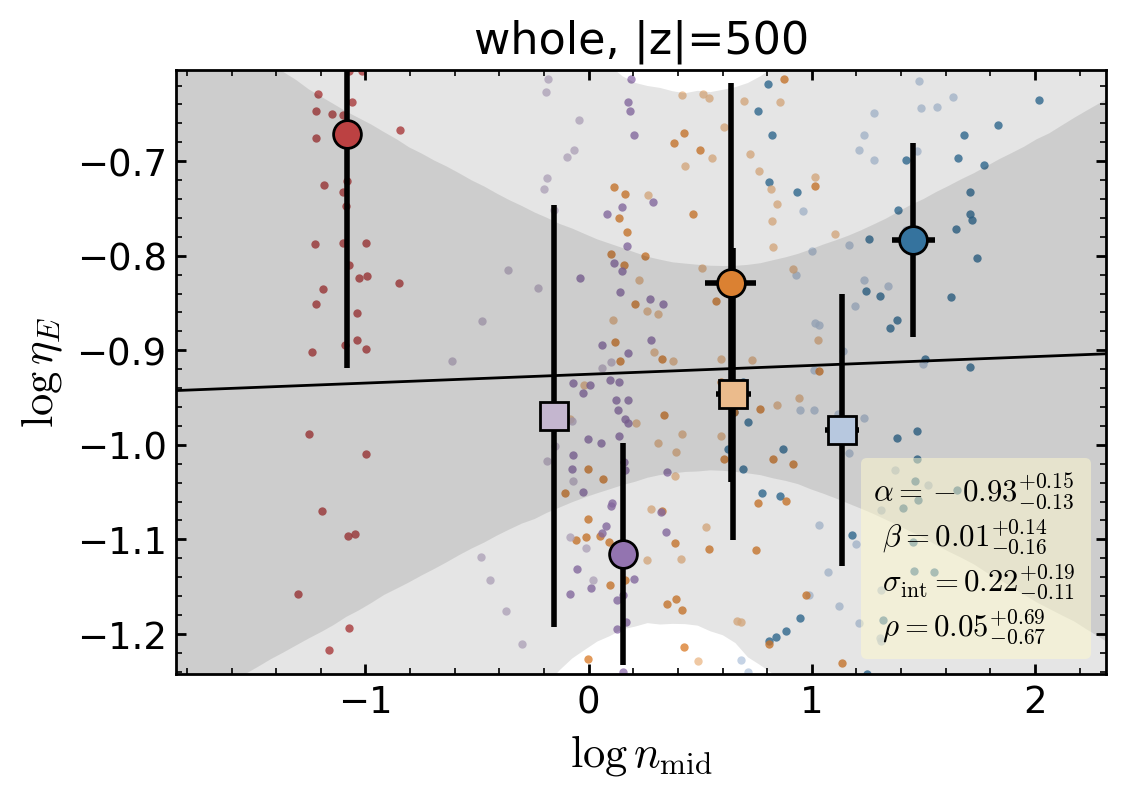 whole, |z|=500
log η_E
−0.7
−0.8
−0.9
−1.0
−1.1
−1.2
α = −0.93^{+0.15}_{−0.13}
β = 0.01^{+0.14}_{−0.16}
σ_int = 0.22^{+0.19}_{−0.11}
ρ = 0.05^{+0.69}_{−0.67}
−1 0 1 2
log n_mid